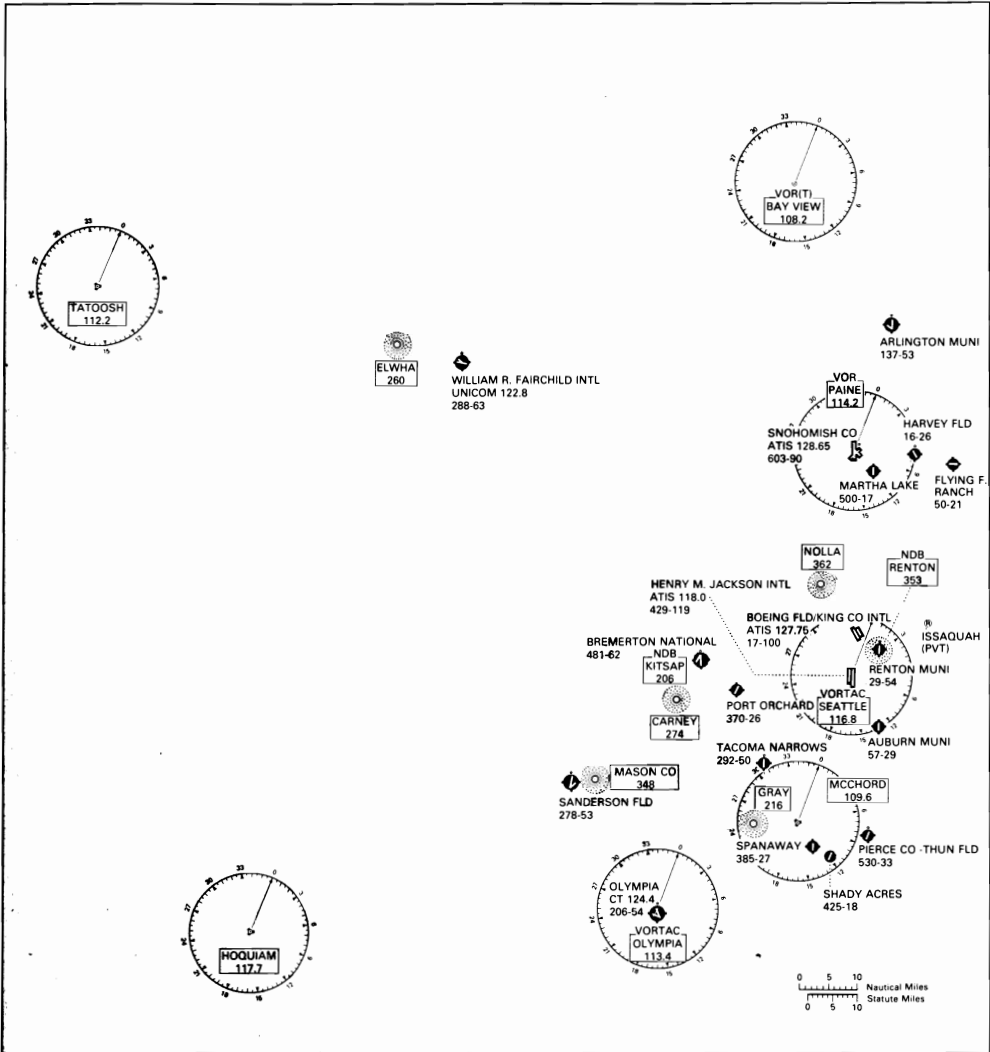 VOR(T)
BAY VIEW
108.2
TATOOSH
112.2
ELWHA
260
WILLIAM R. FAIRCHILD INTL
UNICOM 122.8
288-63
ARLINGTON MUNI
137-53
VOR
PAINE
114.2
SNOHOMISH CO
ATIS 128.65
603-90
HARVEY FLD
16-26
MARTHA LAKE
500-17
FLYING F.
RANCH
50-21
NOLLA
362
NDB
RENTON
353
HENRY M. JACKSON INTL
ATIS 118.0
429-119
BOEING FLD/KING CO INTL
ATIS 127.75
17-100
ISSAQUAH
(PVT)
RENTON MUNI
29-54
BREMERTON NATIONAL
481-62
NDB
KITSAP
206
CARNEY
274
PORT ORCHARD
370-26
VORTAC
SEATTLE
116.8
AUBURN MUNI
57-29
TACOMA NARROWS
292-50
MASON CO
348
SANDERSON FLD
278-53
GRAY
216
MCCHORD
109.6
SPANAWAY
385-27
PIERCE CO -THUN FLD
530-33
SHADY ACRES
425-18
OLYMPIA
CT 124.4
206-54
VORTAC
OLYMPIA
113.4
HOQUIAM
117.7
0 5 10
Nautical Miles
Statute Miles
0 5 10